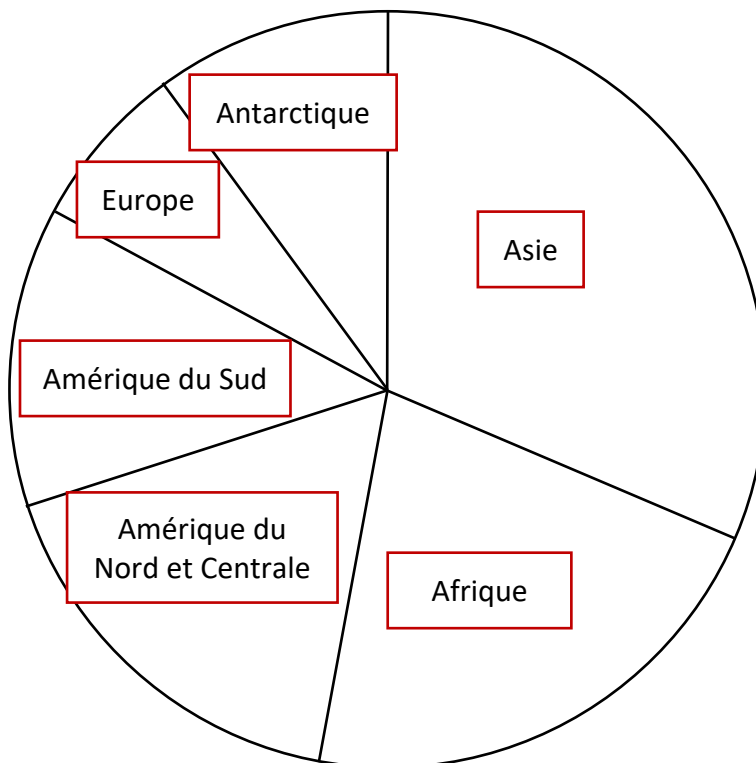 Antarctique
Europe
Asie
Amérique du Sud
Amérique du
Nord et Centrale
Afrique